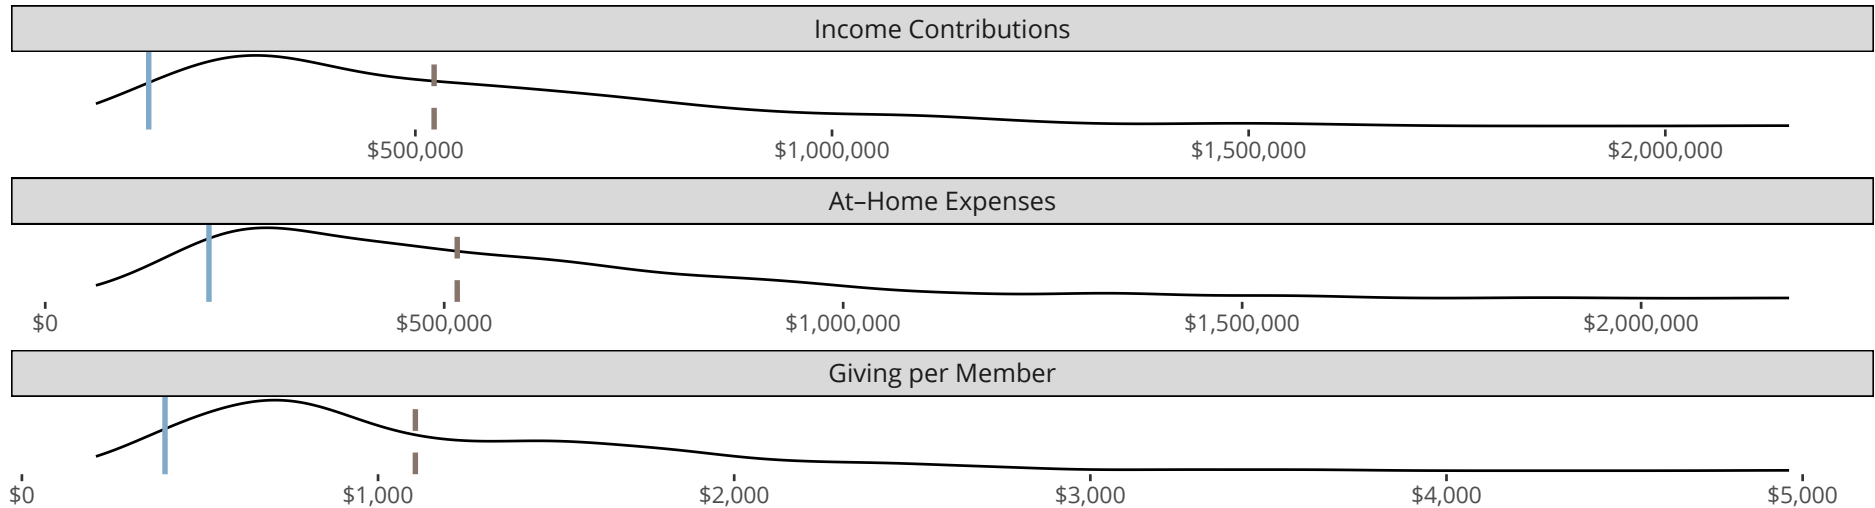 Income Contributions
$500,000 $1,000,000 $1,500,000 $2,000,000
At–Home Expenses
$0 $500,000 $1,000,000 $1,500,000 $2,000,000
Giving per Member
$0 $1,000 $2,000 $3,000 $4,000 $5,000